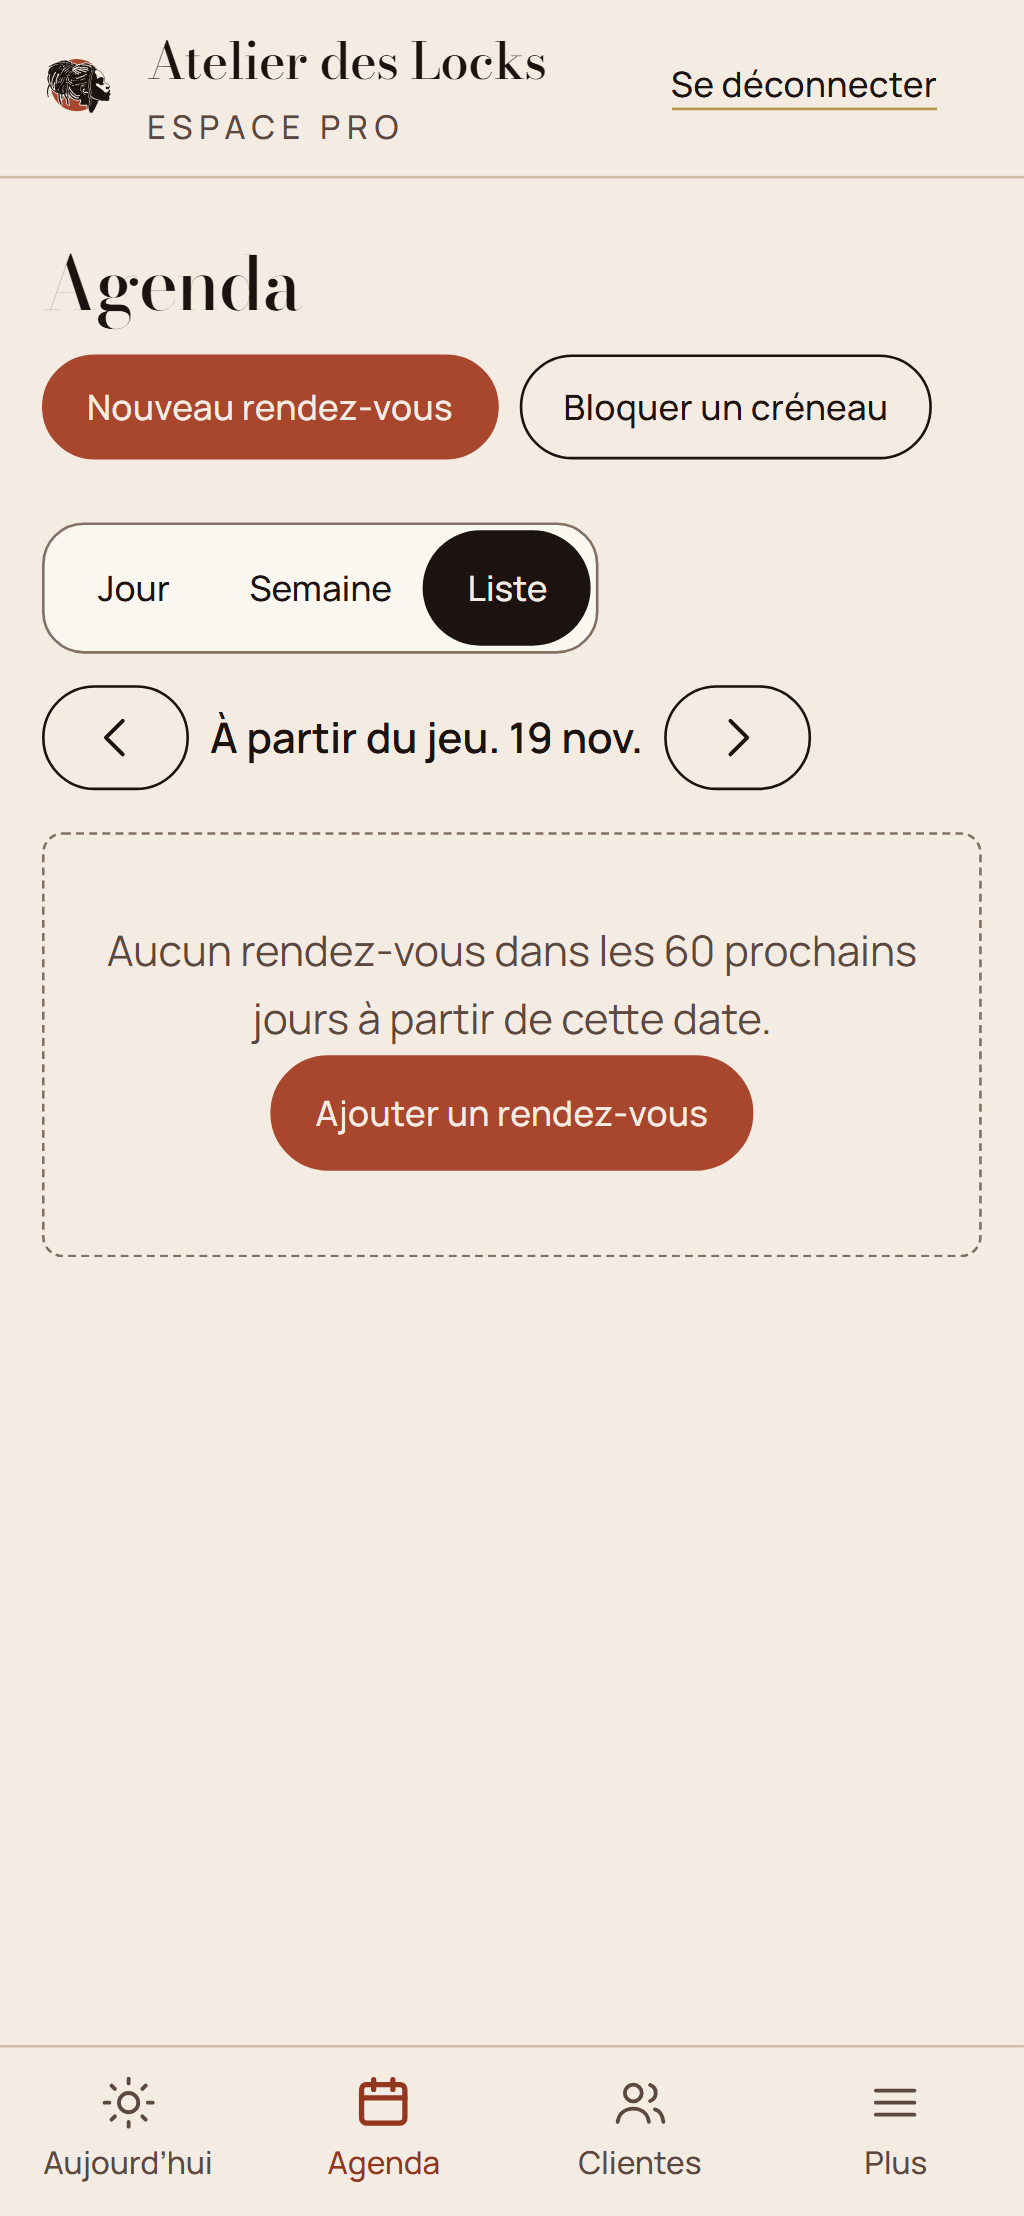 Atelier des Locks
ESPACE PRO
Se déconnecter
Agenda
Nouveau rendez-vous
Bloquer un créneau
Jour
Semaine
Liste
À partir du jeu. 19 nov.
Aucun rendez-vous dans les 60 prochains
jours à partir de cette date.
Ajouter un rendez-vous
Aujourd’hui
Agenda
Clientes
Plus